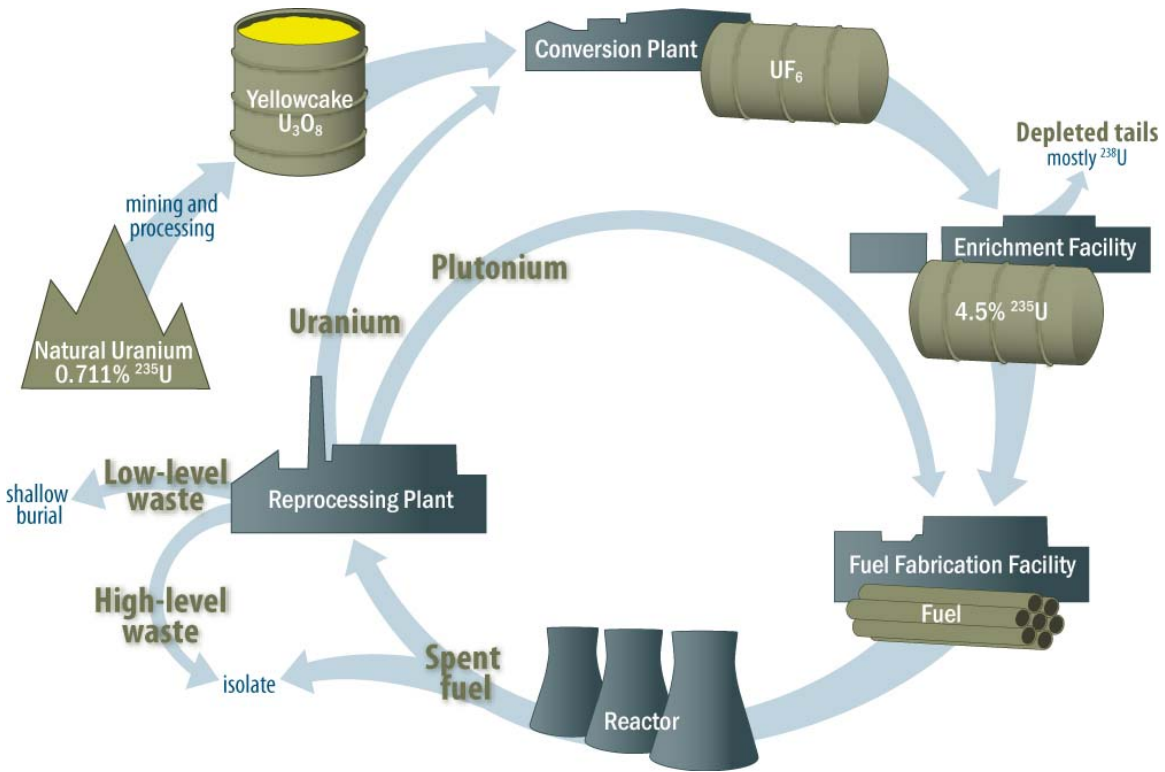 Conversion Plant
UF₆
Yellowcake
U₃O₈
Depleted tails
mostly ²³⁸U
mining and
processing
Enrichment Facility
4.5% ²³⁵U
Plutonium
Uranium
Natural Uranium
0.711% ²³⁵U
Low-level
waste
shallow
burial
Reprocessing Plant
Fuel Fabrication Facility
Fuel
High-level
waste
Spent
fuel
isolate
Reactor